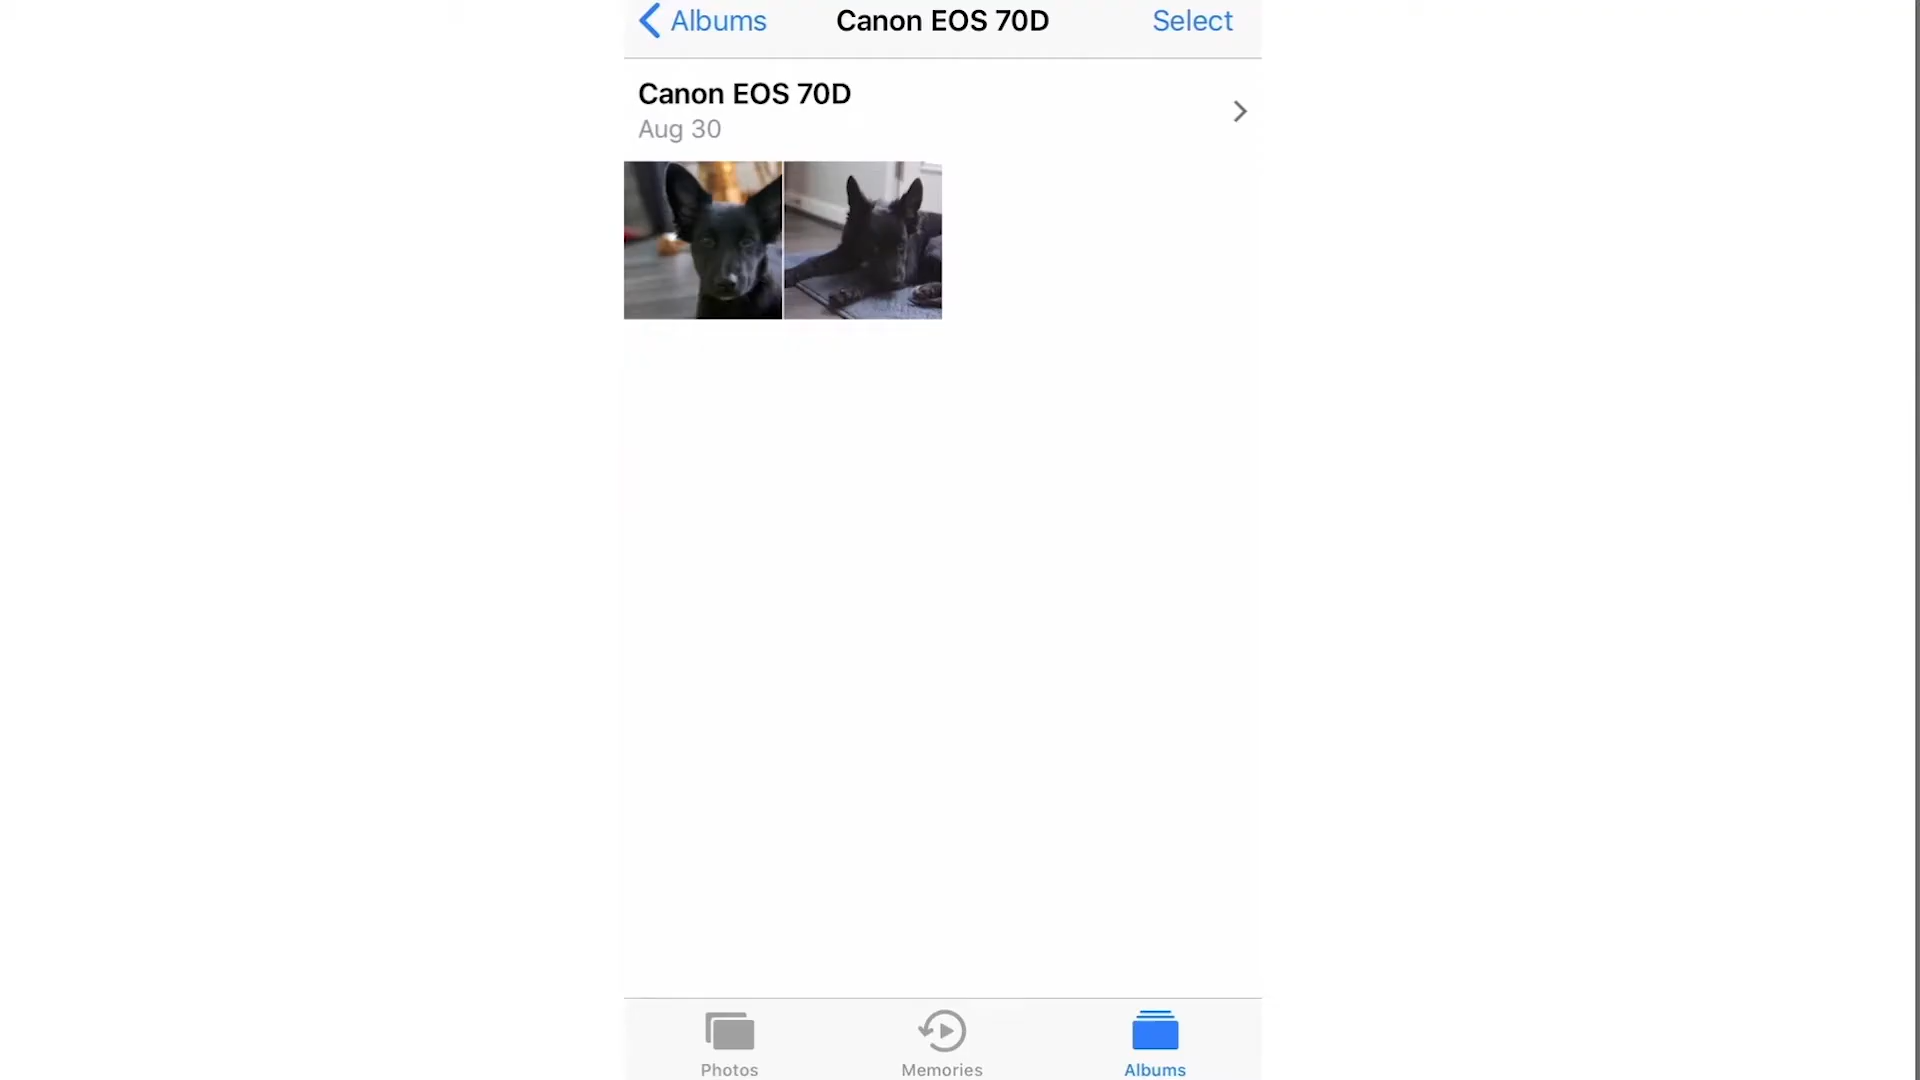 Albums
Canon EOS 70D
Select
Canon EOS 70D
Aug 30
Photos
Memories
Albums